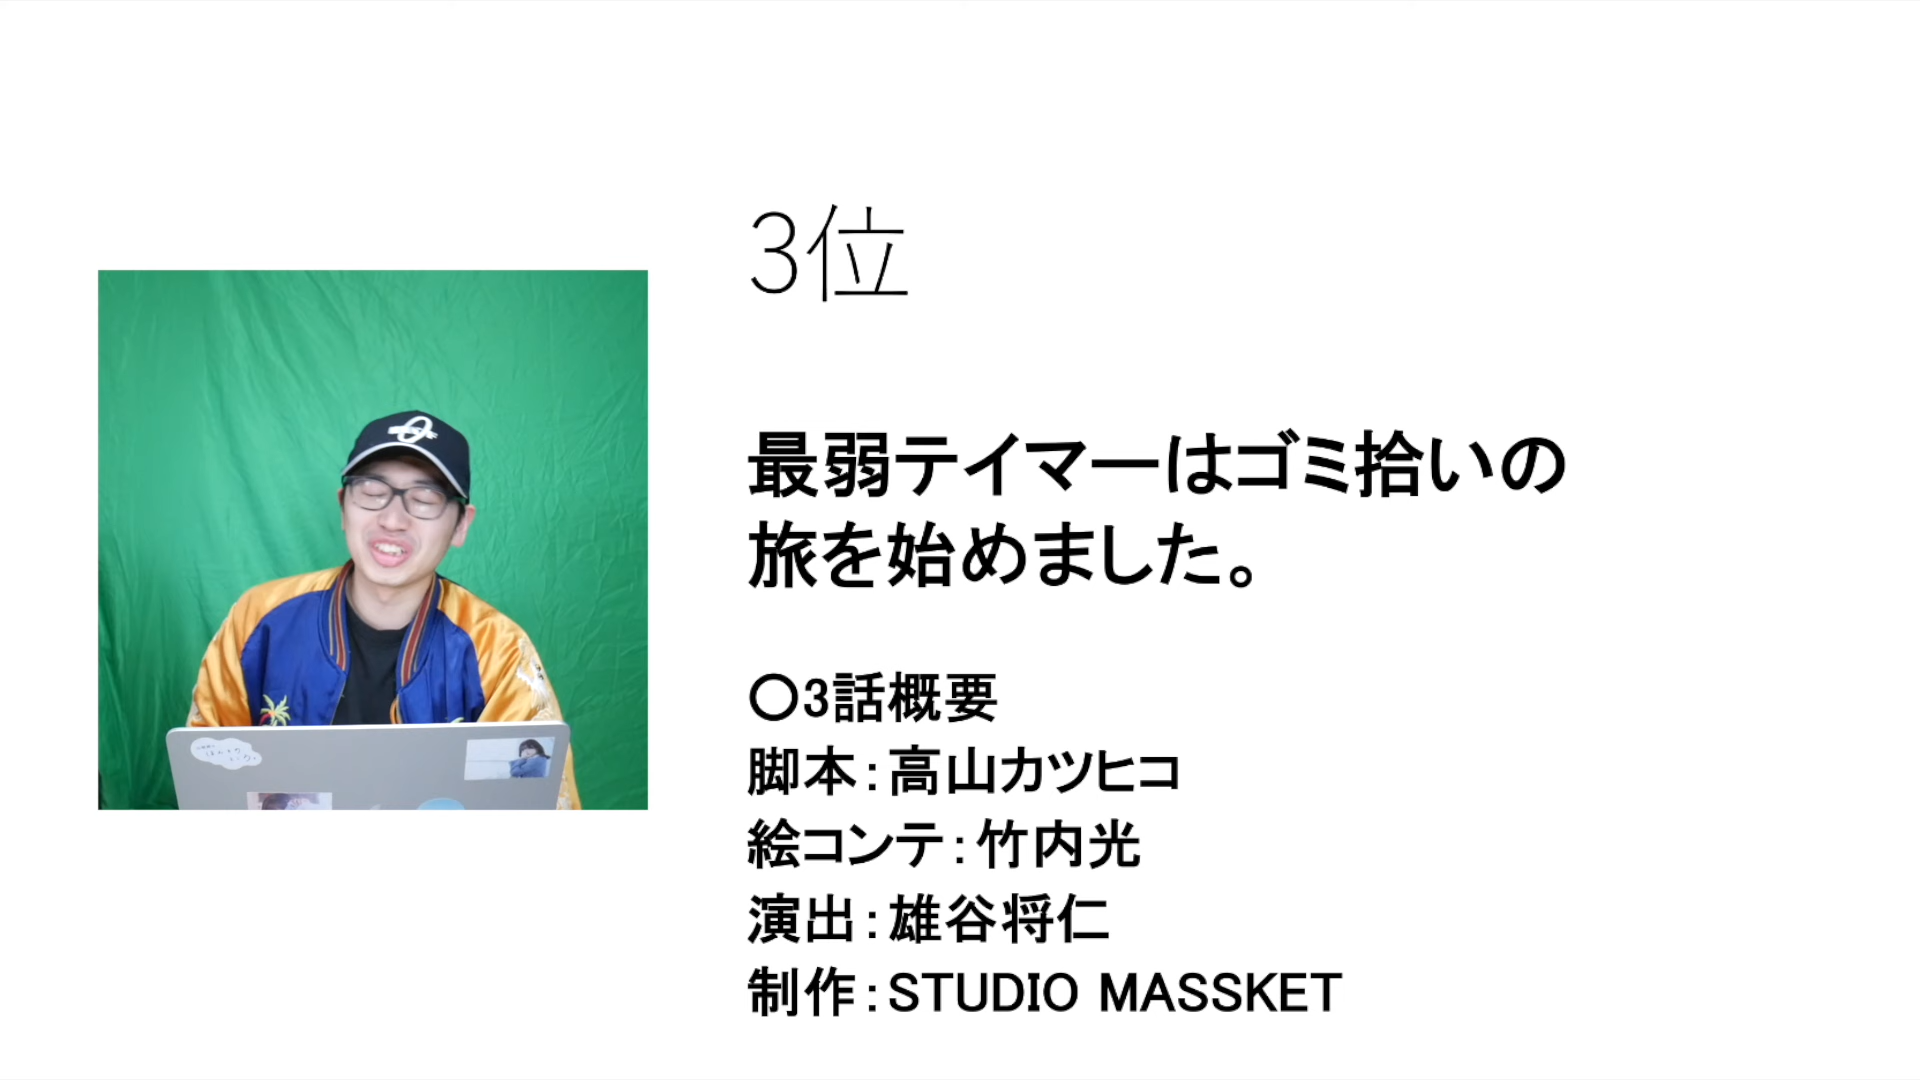 3位
最弱テイマーはゴミ拾いの
旅を始めました。
〇3話概要
脚本：高山カツヒコ
絵コンテ：竹内光
演出：雄谷将仁
制作：STUDIO MASSKET